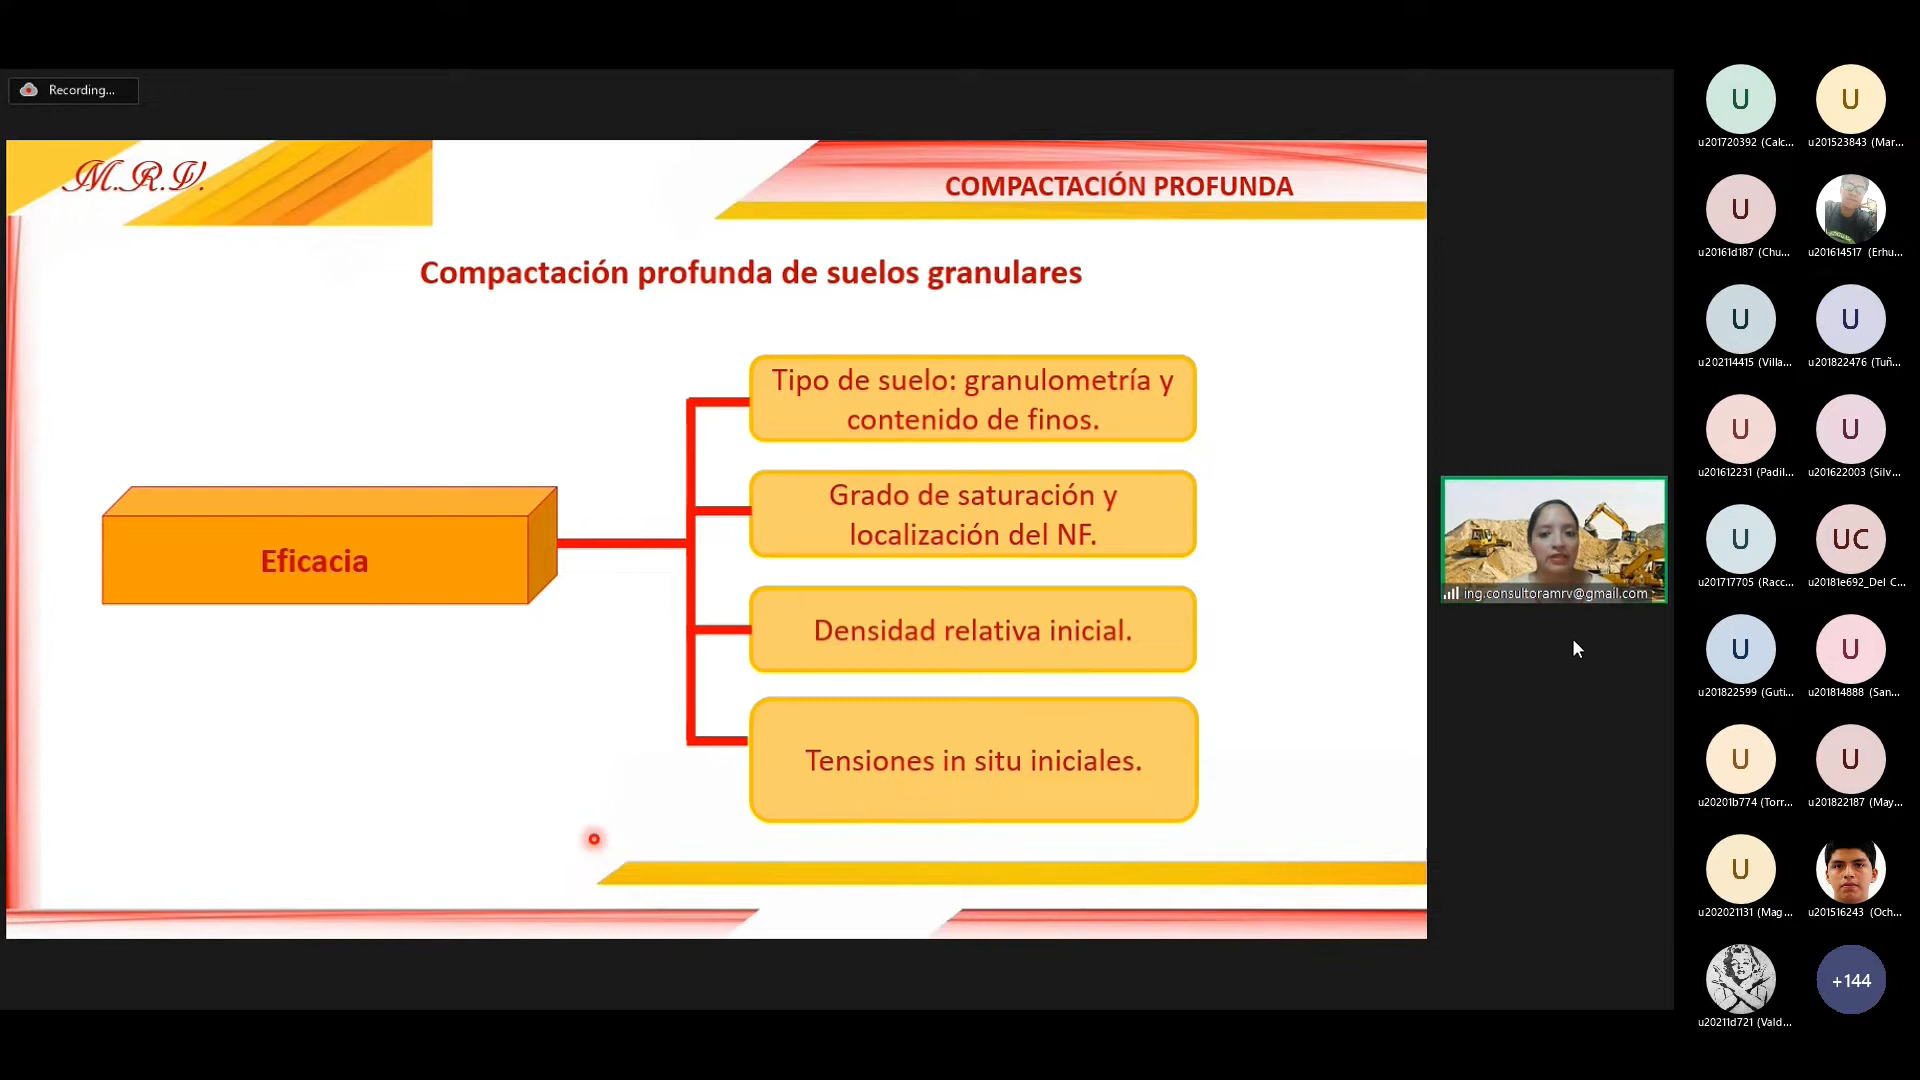 Recording...
M.R.V.
COMPACTACIÓN PROFUNDA
Compactación profunda de suelos granulares
Eficacia
Tipo de suelo: granulometría y
contenido de finos.
Grado de saturación y
localización del NF.
Densidad relativa inicial.
Tensiones in situ iniciales.
ing.consultoramrv@gmail.com
U
U
u201720392 (Calc...
u201523843 (Mar...
U
u20161d187 (Chu...
u201614517 (Erhu...
U
U
u202114415 (Villa...
u201822476 (Tuñ...
U
U
u201612231 (Padil...
u201622003 (Silv...
U
UC
u201717705 (Racc...
u20181e692_Del C...
U
U
u201822599 (Guti...
u201814888 (San...
U
U
u20201b774 (Torr...
u201822187 (May...
U
u202021131 (Mag...
u201516243 (Och...
+144
u20211d721 (Vald...